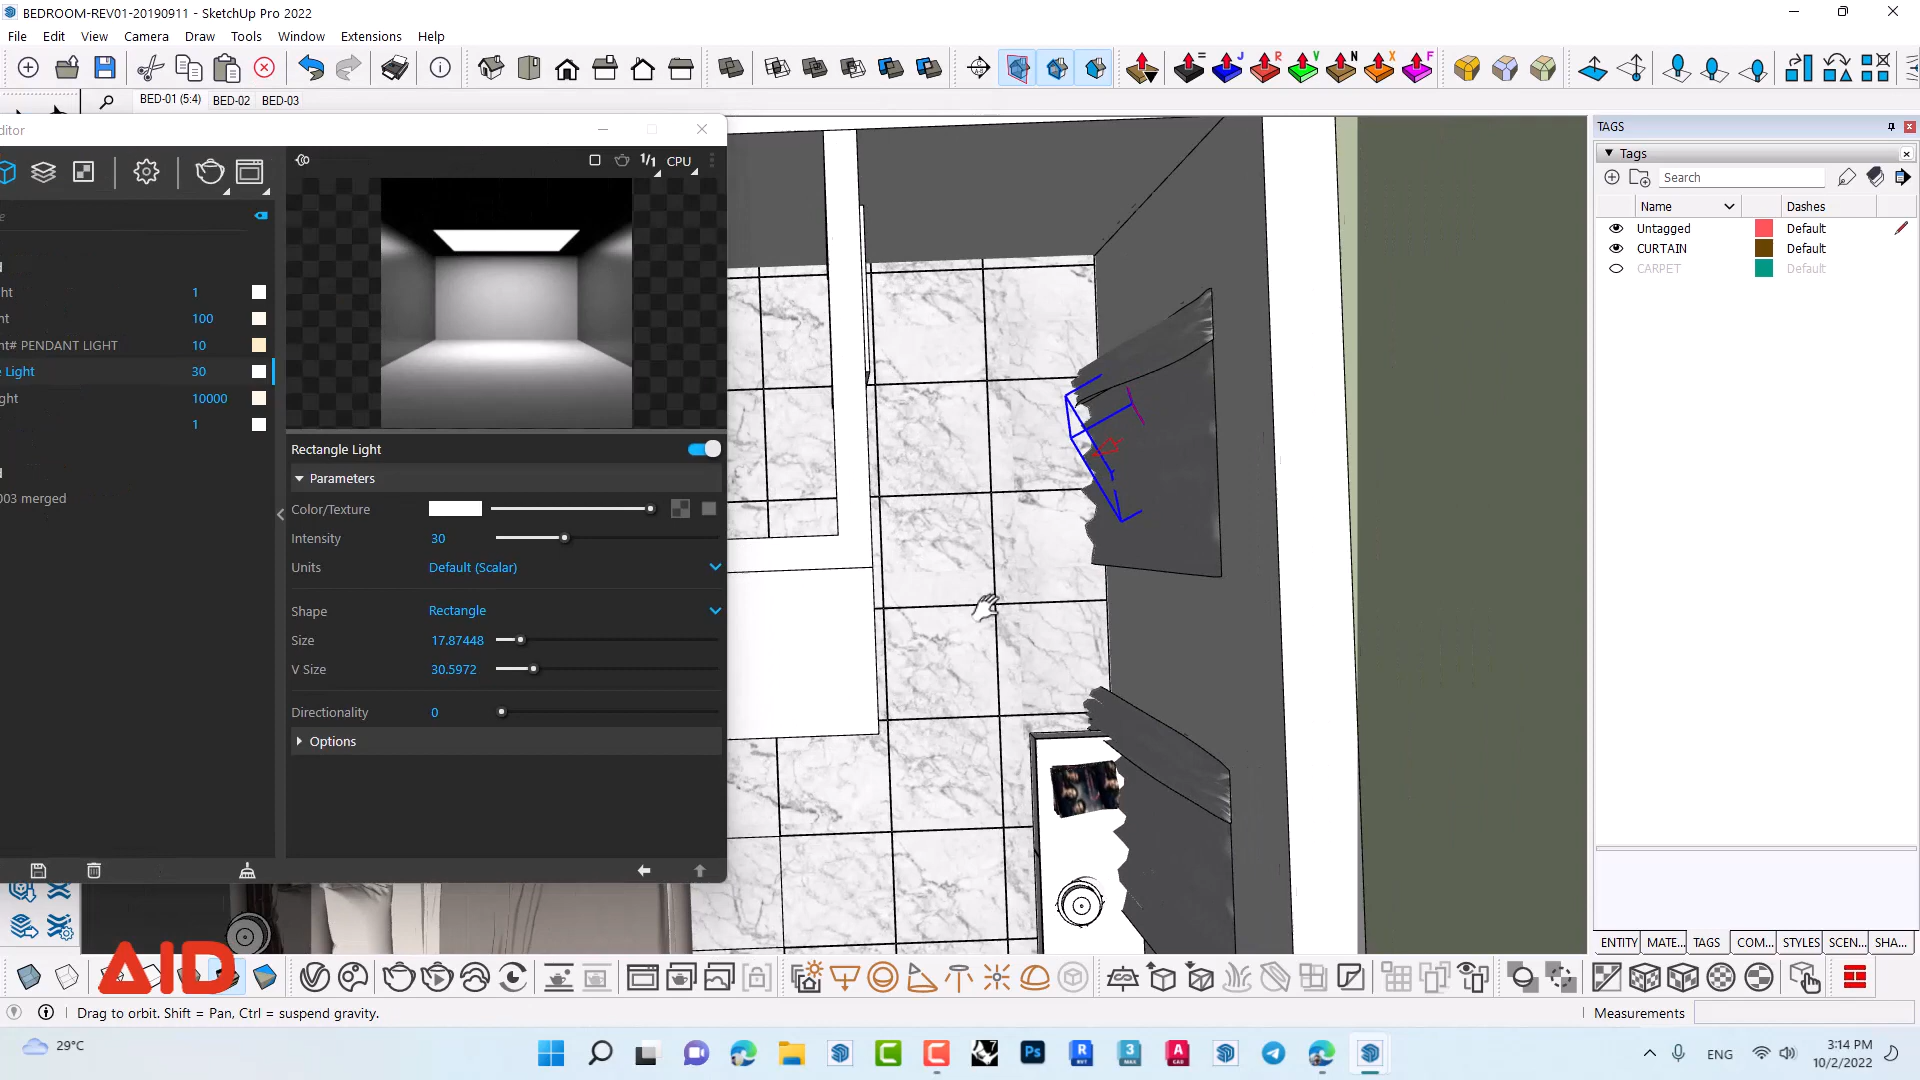 BEDROOM-REV01-20190911 - SketchUp Pro 2022
File Edit View Camera Draw Tools Window Extensions Help
BED-01 (5:4) BED-02 BED-03
ditor
TAGS
Tags
Search
Name Dashes
Untagged Default
CURTAIN Default
CARPET Default
1/1 CPU
ght 1
nt 100
nt# PENDANT LIGHT 10
e Light 30
ght 10000
1
003 merged
Rectangle Light
Parameters
Color/Texture
Intensity 30
Units Default (Scalar)
Shape Rectangle
Size 17.87448
V Size 30.5972
Directionality 0
Options
ENTITY MATE... TAGS COM... STYLES SCEN... SHA...
AID
Drag to orbit. Shift = Pan, Ctrl = suspend gravity.
Measurements
29°C
ENG
3:14 PM
10/2/2022